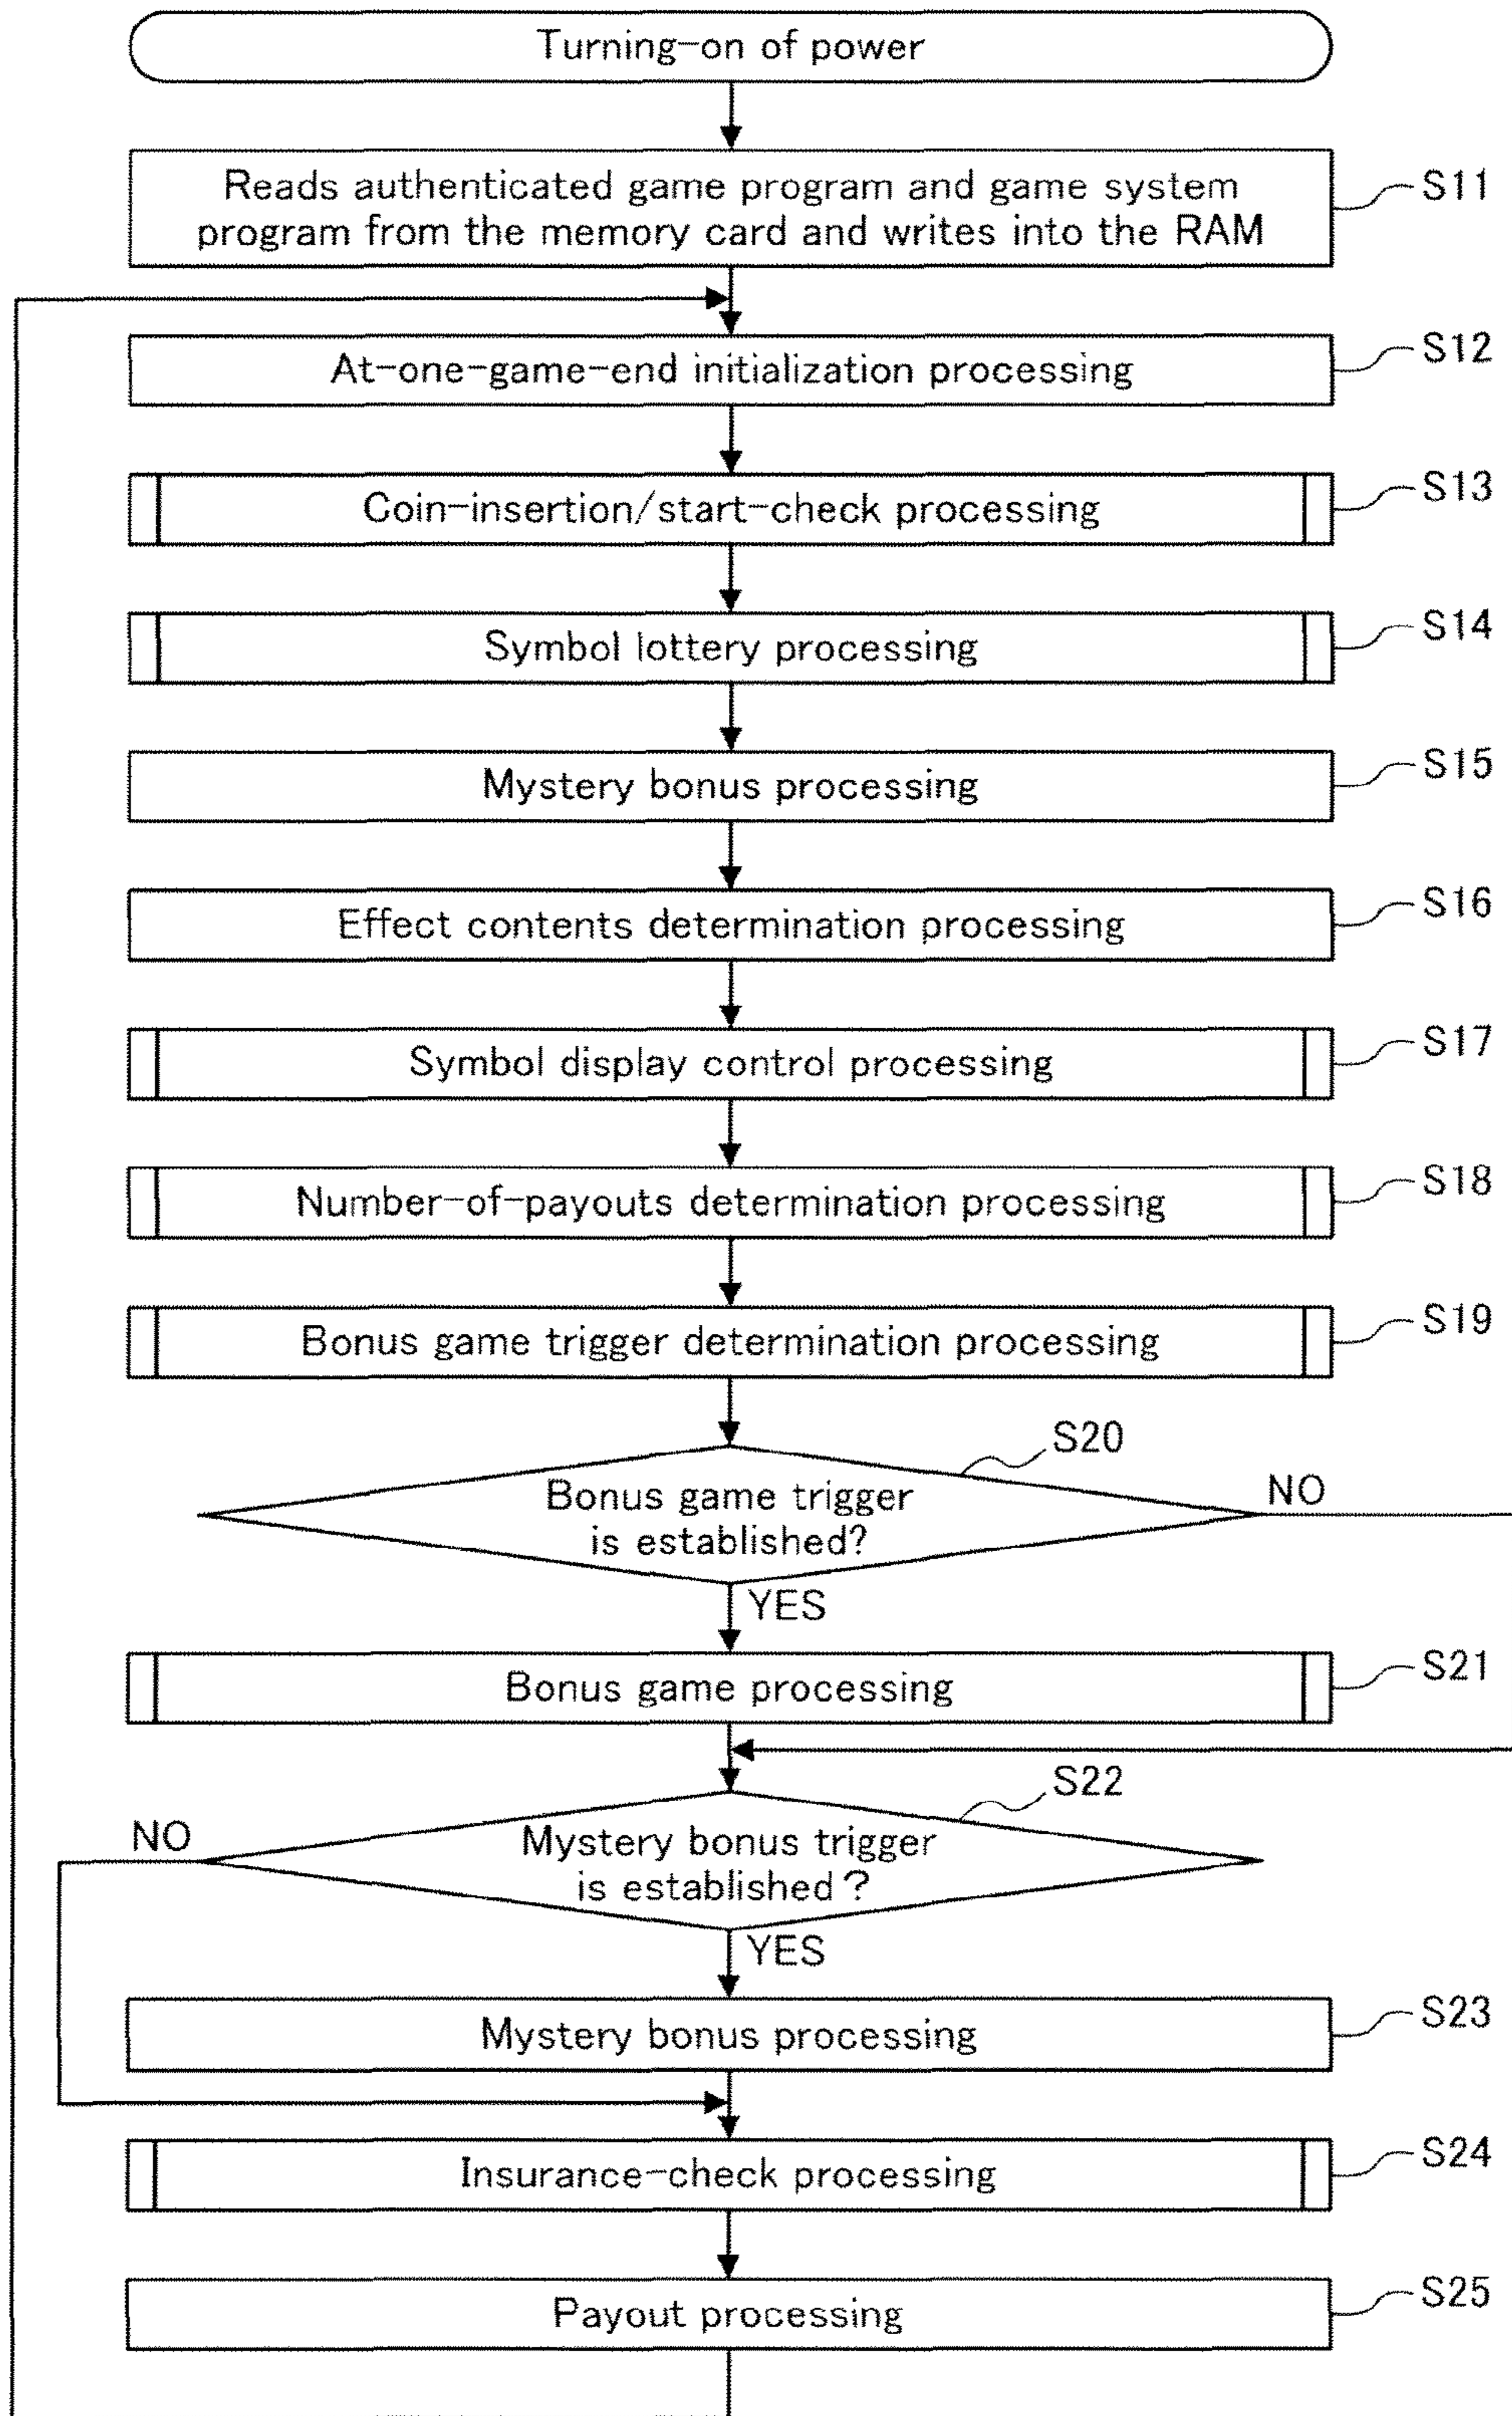 Turning-on of power
Reads authenticated game program and game system
program from the memory card and writes into the RAM
S11
At-one-game-end initialization processing
S12
Coin-insertion/start-check processing
S13
Symbol lottery processing
S14
Mystery bonus processing
S15
Effect contents determination processing
S16
Symbol display control processing
S17
Number-of-payouts determination processing
S18
Bonus game trigger determination processing
S19
S20
Bonus game trigger
is established?
NO
YES
Bonus game processing
S21
S22
NO
Mystery bonus trigger
is established?
YES
Mystery bonus processing
S23
Insurance-check processing
S24
Payout processing
S25